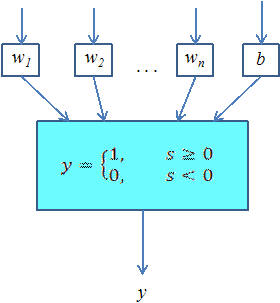 w₁ w₂ ... wₙ b
y = { 1, s ≥ 0
0, s < 0
y